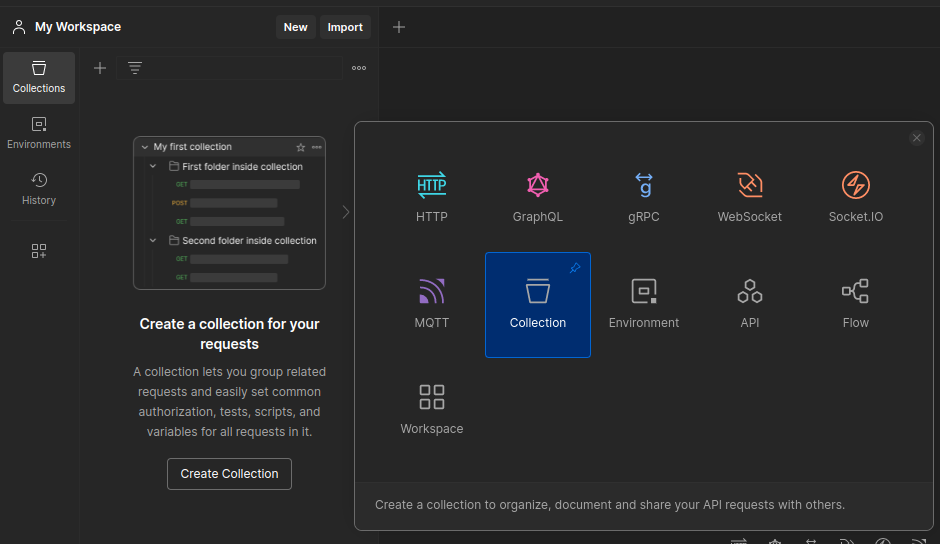 My Workspace
New
Import
Collections
Environments
History
My first collection
First folder inside collection
GET
POST
GET
Second folder inside collection
GET
GET
Create a collection for your
requests
A collection lets you group related
requests and easily set common
authorization, tests, scripts, and
variables for all requests in it.
Create Collection
HTTP
HTTP
GraphQL
g
gRPC
WebSocket
Socket.IO
MQTT
Collection
Environment
API
Flow
Workspace
Create a collection to organize, document and share your API requests with others.